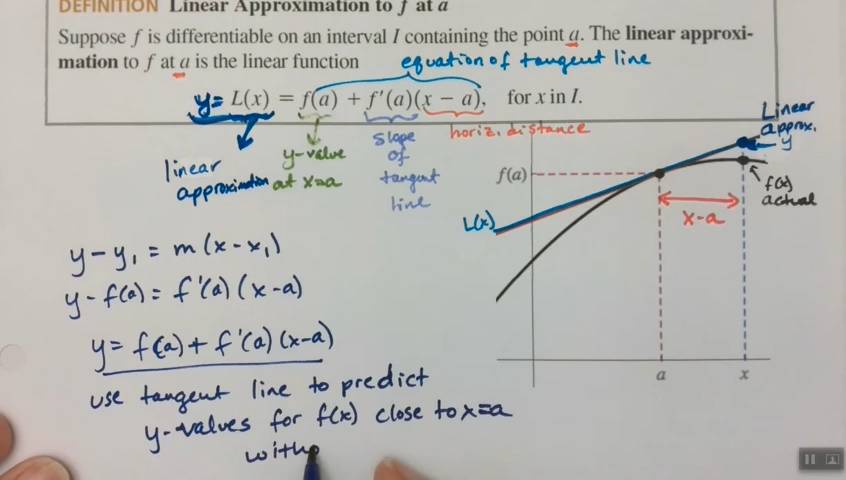 DEFINITION Linear Approximation to f at a
Suppose f is differentiable on an interval I containing the point a. The linear approxi-
mation to f at a is the linear function
equation of tangent line
y= L(x) = f(a) + f'(a)(x − a), for x in I.
linear
approximation
y-value
at x=a
slope
of
tangent
line
horiz. distance
Linear
approx.
y
f(a)
f(x)
actual
L(x)
x-a
a
x
y-y₁ = m(x-x₁)
y-f(a) = f'(a)(x-a)
y= f(a)+ f'(a)(x-a)
use tangent line to predict
y-values for f(x) close to x=a